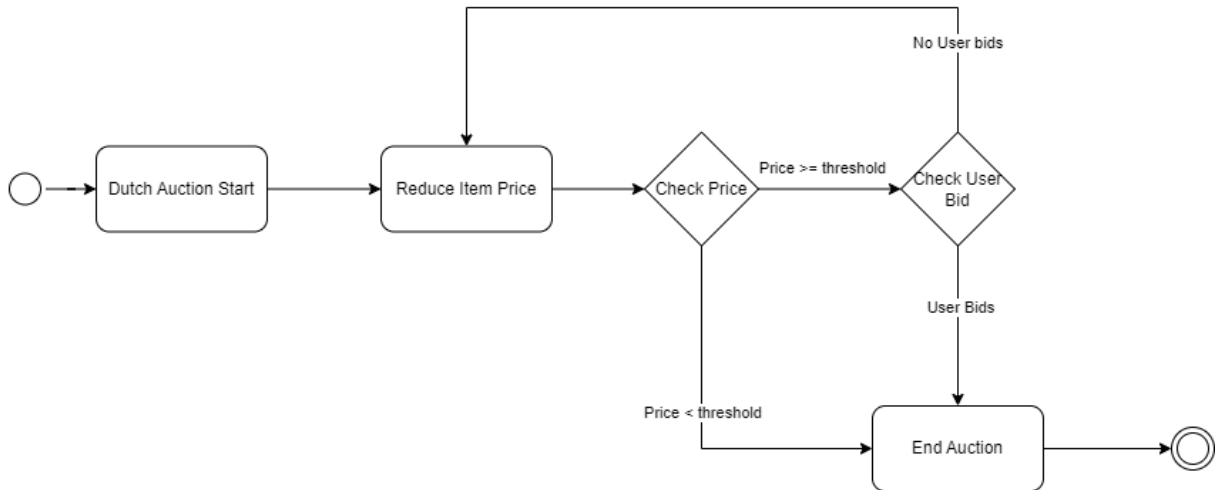 No User bids
Dutch Auction Start
Reduce Item Price
Check Price
Price >= threshold
Check User
Bid
User Bids
Price < threshold
End Auction